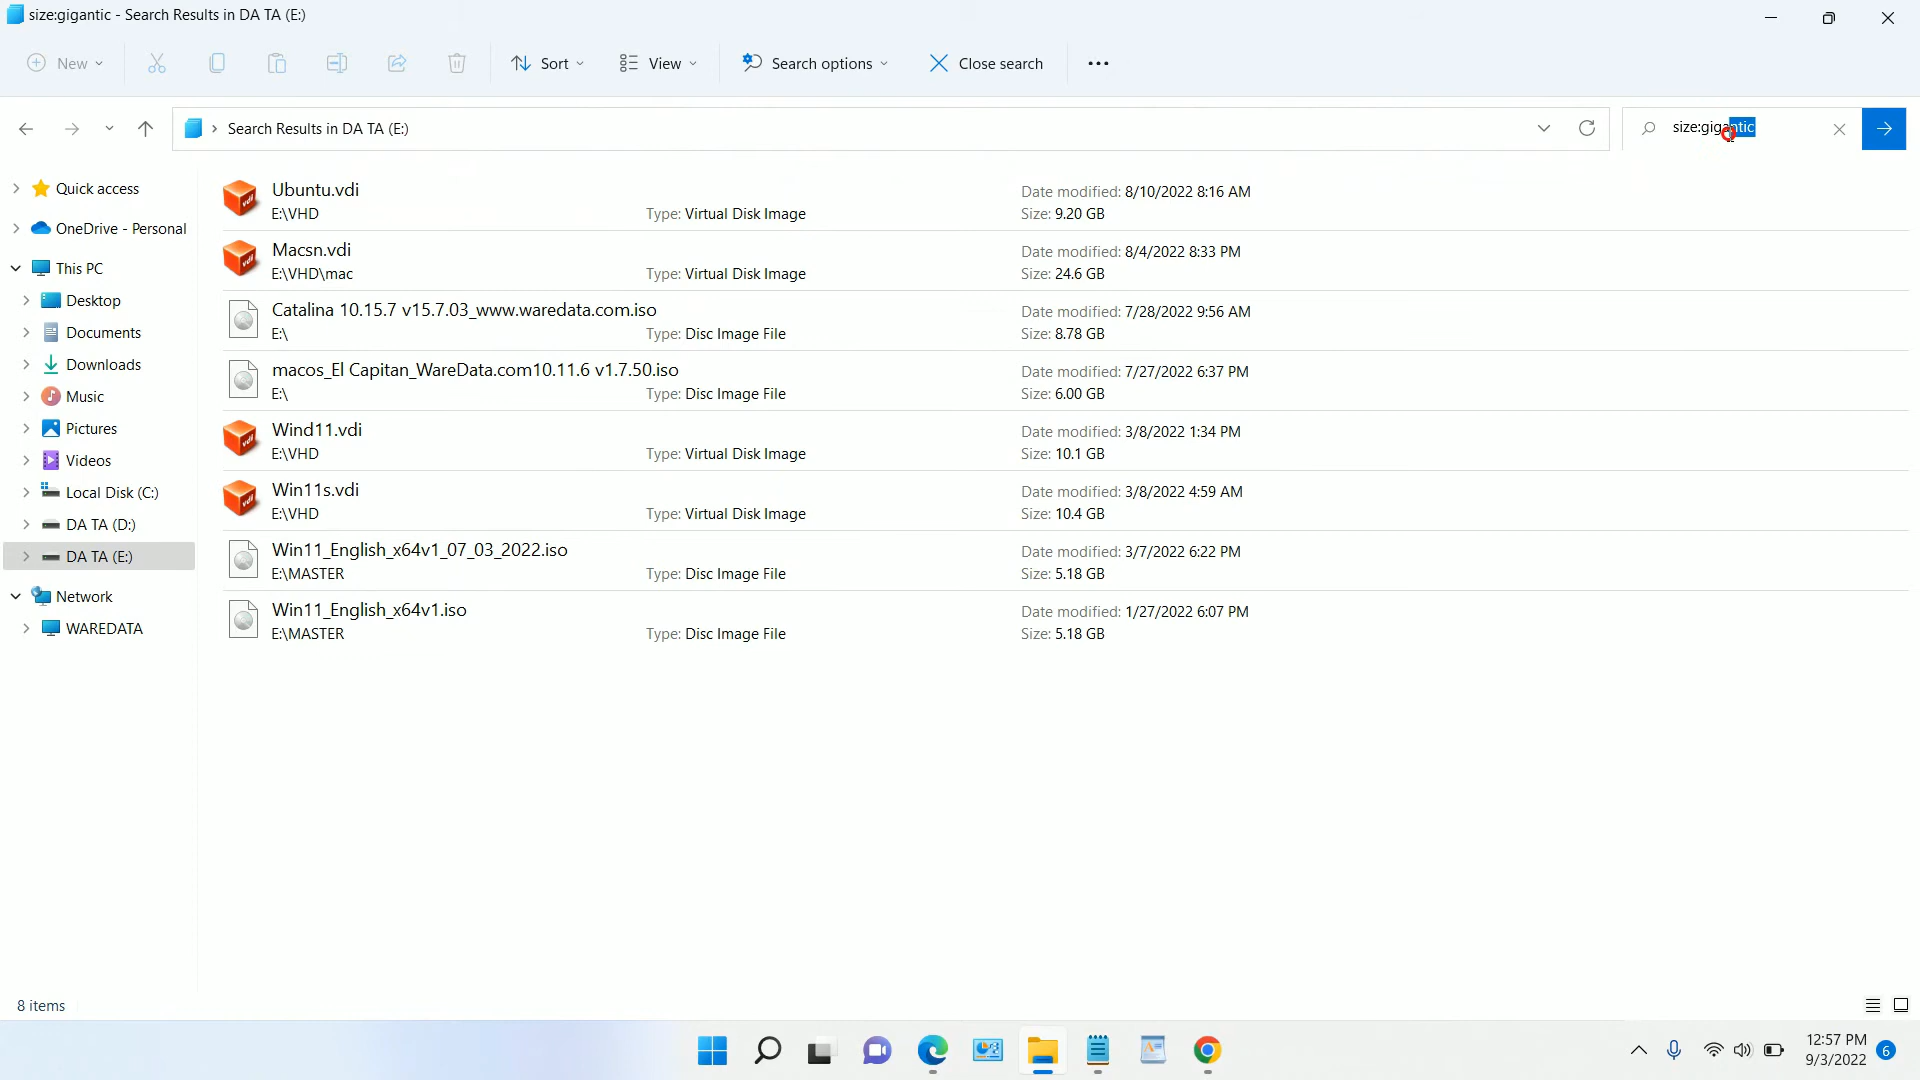 size:gigantic - Search Results in DA TA (E:)
New
Sort
View
Search options
Close search
Search Results in DA TA (E:)
size:gigantic
Quick access
OneDrive - Personal
This PC
Desktop
Documents
Downloads
Music
Pictures
Videos
Local Disk (C:)
DA TA (D:)
DA TA (E:)
Network
WAREDATA
Ubuntu.vdi
Date modified: 8/10/2022 8:16 AM
E:\VHD Type: Virtual Disk Image Size: 9.20 GB
Macsn.vdi
Date modified: 8/4/2022 8:33 PM
E:\VHD\mac Type: Virtual Disk Image Size: 24.6 GB
Catalina 10.15.7 v15.7.03_www.waredata.com.iso
Date modified: 7/28/2022 9:56 AM
E:\ Type: Disc Image File Size: 8.78 GB
macos_El Capitan_WareData.com10.11.6 v1.7.50.iso
Date modified: 7/27/2022 6:37 PM
E:\ Type: Disc Image File Size: 6.00 GB
Wind11.vdi
Date modified: 3/8/2022 1:34 PM
E:\VHD Type: Virtual Disk Image Size: 10.1 GB
Win11s.vdi
Date modified: 3/8/2022 4:59 AM
E:\VHD Type: Virtual Disk Image Size: 10.4 GB
Win11_English_x64v1_07_03_2022.iso
Date modified: 3/7/2022 6:22 PM
E:\MASTER Type: Disc Image File Size: 5.18 GB
Win11_English_x64v1.iso
Date modified: 1/27/2022 6:07 PM
E:\MASTER Type: Disc Image File Size: 5.18 GB
8 items
12:57 PM
9/3/2022
6